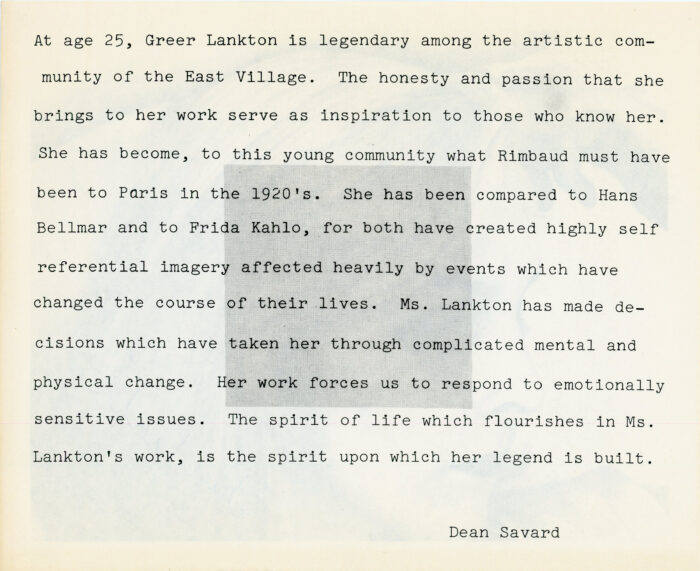 At age 25, Greer Lankton is legendary among the artistic com-
munity of the East Village. The honesty and passion that she
brings to her work serve as inspiration to those who know her.
She has become, to this young community what Rimbaud must have
been to Paris in the 1920's. She has been compared to Hans
Bellmar and to Frida Kahlo, for both have created highly self
referential imagery affected heavily by events which have
changed the course of their lives. Ms. Lankton has made de-
cisions which have taken her through complicated mental and
physical change. Her work forces us to respond to emotionally
sensitive issues. The spirit of life which flourishes in Ms.
Lankton's work, is the spirit upon which her legend is built.
Dean Savard